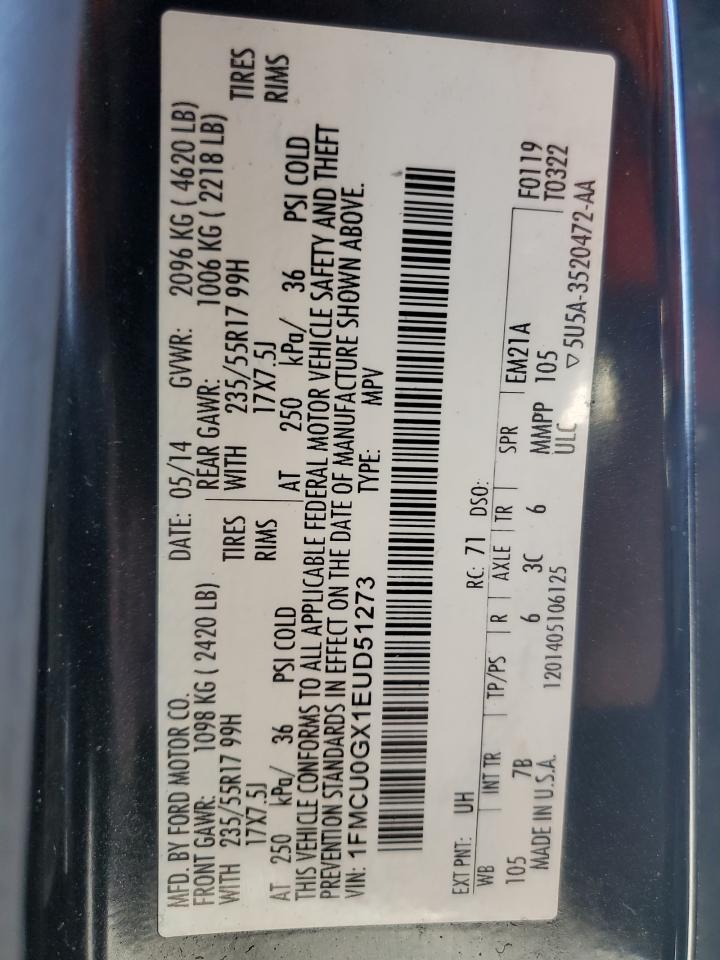 MFD. BY FORD MOTOR CO.
DATE: 05/14 GVWR: 2096 KG ( 4620 LB)
FRONT GAWR: 1098 KG ( 2420 LB) REAR GAWR: 1006 KG ( 2218 LB)
WITH 235/55R17 99H TIRES WITH 235/55R17 99H TIRES
17X7.5J RIMS 17X7.5J RIMS
AT 250 kPa/ 36 PSI COLD AT 250 kPa/ 36 PSI COLD
THIS VEHICLE CONFORMS TO ALL APPLICABLE FEDERAL MOTOR VEHICLE SAFETY AND THEFT
PREVENTION STANDARDS IN EFFECT ON THE DATE OF MANUFACTURE SHOWN ABOVE.
VIN: 1FMCU0GX1EUD51273 TYPE: MPV
EXT PNT: UH RC: 71 DSO: F0119
T0322
WB INT TR TP/PS R AXLE TR SPR EM21A
105 7B 6 3C 6 MMPP 105
MADE IN U.S.A. 1201405106125 ULC ▽5U5A-3520472-AA